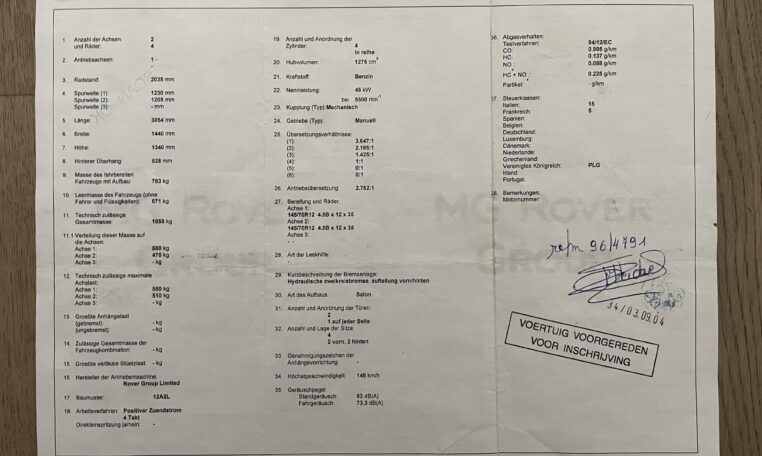 1. Anzahl der Achsen 2
und Räder: 4
2. Antriebsachsen: 1 -
-
3. Radstand: 2035 mm
4. Spurweite (1) 1230 mm
Spurweite (2) 1205 mm
Spurweite (3) - mm
5. Länge: 3054 mm
6. Breite: 1440 mm
7. Höhe: 1340 mm
8. Hinterer Überhang: 528 mm
9. Masse des fahrbereiten
Fahrzeugs mit Aufbau: 783 kg
10. Leermasse des Fahrzeugs (ohne
Fahrer und Flüssigkeiten): 671 kg
11. Technisch zulässige
Gesamtmasse: 1050 kg
11.1 Verteilung dieser Masse auf
die Achsen:
Achse 1: 580 kg
Achse 2: 470 kg
Achse 3: - kg
12. Technisch zulässige maximale
Achslast:
Achse 1: 580 kg
Achse 2: 510 kg
Achse 3: - kg
13 Großte Anhängelast
(gebremst): - kg
(ungebremst): - kg
14 Zulässige Gesamtmasse der
Fahrzeugkombination: - kg
15 Großte vertikale Stützlast - kg
16 Hersteller der Antriebsmaschine:
Rover Group Limited
17. Baumuster: 12A2L
18. Arbeitsverfahren: Positiver Zuendstrom
4 Takt
Direkteinspritzung ja/nein: -
19. Anzahl und Anordnung der
Zylinder: 4
in reihe
20. Hubvolumen: 1275 cm³
21. Kraftstoff: Benzin
22. Nennleistung: 46 kW
bei 5500 min-1
23. Kupplung (Typ): Mechanisch
24. Getriebe (Typ): Manuell
25. Übersetzungsverhältnisse:
(1): 3.647:1
(2): 2.185:1
(3): 1.425:1
(4): 1:1
(5): 0:1
(6): 0:1
26. Antriebsübersetzung: 2.762:1
27. Bereifung und Räder:
Achse 1:
145/70R12 4.5B x 12 x 35
Achse 2:
145/70R12 4.5B x 12 x 35
Achse 3:
- -
28. Art der Lenkhilfe: -
29. Kurzbeschreibung der Bremsanlage:
Hydraulische zweikreisbremse, aufteilung vorn/hinten
30. Art des Aufbaus Salon
31. Anzahl und Anordnung der Türen:
2
1 auf jeder Seite
32. Anzahl und Lage der Sitze:
4
2 vorn, 2 hinten
33. Genehmigungszeichen der
Anhängevorrichtung: -
34. Höchstgeschwindigkeit: 148 km/h
35. Geräuschpegel:
Standgeräusch: 83 dB(A)
Fahrgeräusch: 73.3 dB(A)
36. Abgasverhalten:
Testverfahren: 94/12/EC
CO: 0.995 g/km
HC: 0.137 g/km
NO : 0.088 g/km
HC + NO : 0.225 g/km
Partikel: - g/km
37. Steuerklassen:
Italien: 15
Frankreich: 5
Spanien:
Belgien:
Deutschland:
Luxemburg:
Dänemark:
Niederlande:
Griechenland:
Vereinigtes Königreich: PLG
Irland:
Portugal:
38. Bemerkungen:
Motornummer:
MG ROVER
GROUP
MG ROVER
GROUP
96/4791
34/03.09.04
VOERTUIG VOORGEREDEN
VOOR INSCHRIJVING